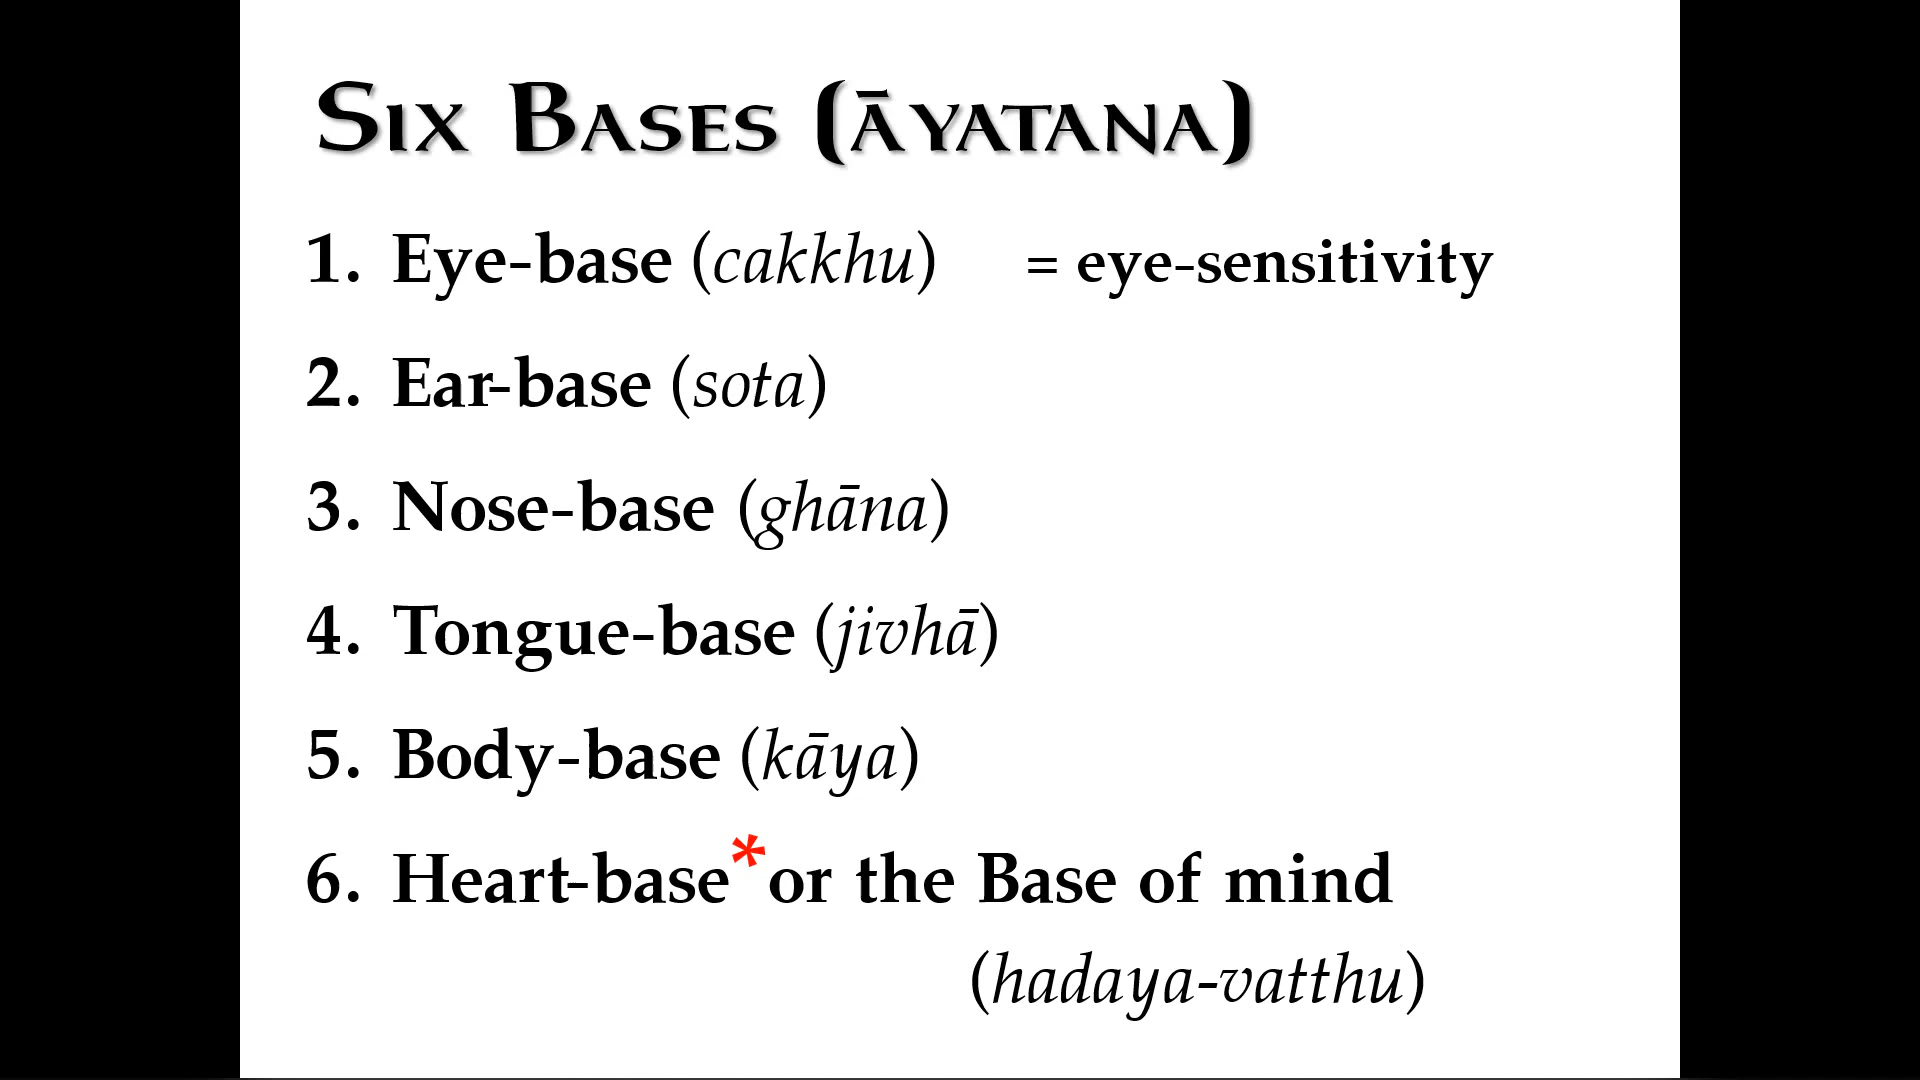 Six Bases (āyatana)
1. Eye-base (cakkhu) = eye-sensitivity
2. Ear-base (sota)
3. Nose-base (ghāna)
4. Tongue-base (jivhā)
5. Body-base (kāya)
6. Heart-base* or the Base of mind
(hadaya-vatthu)